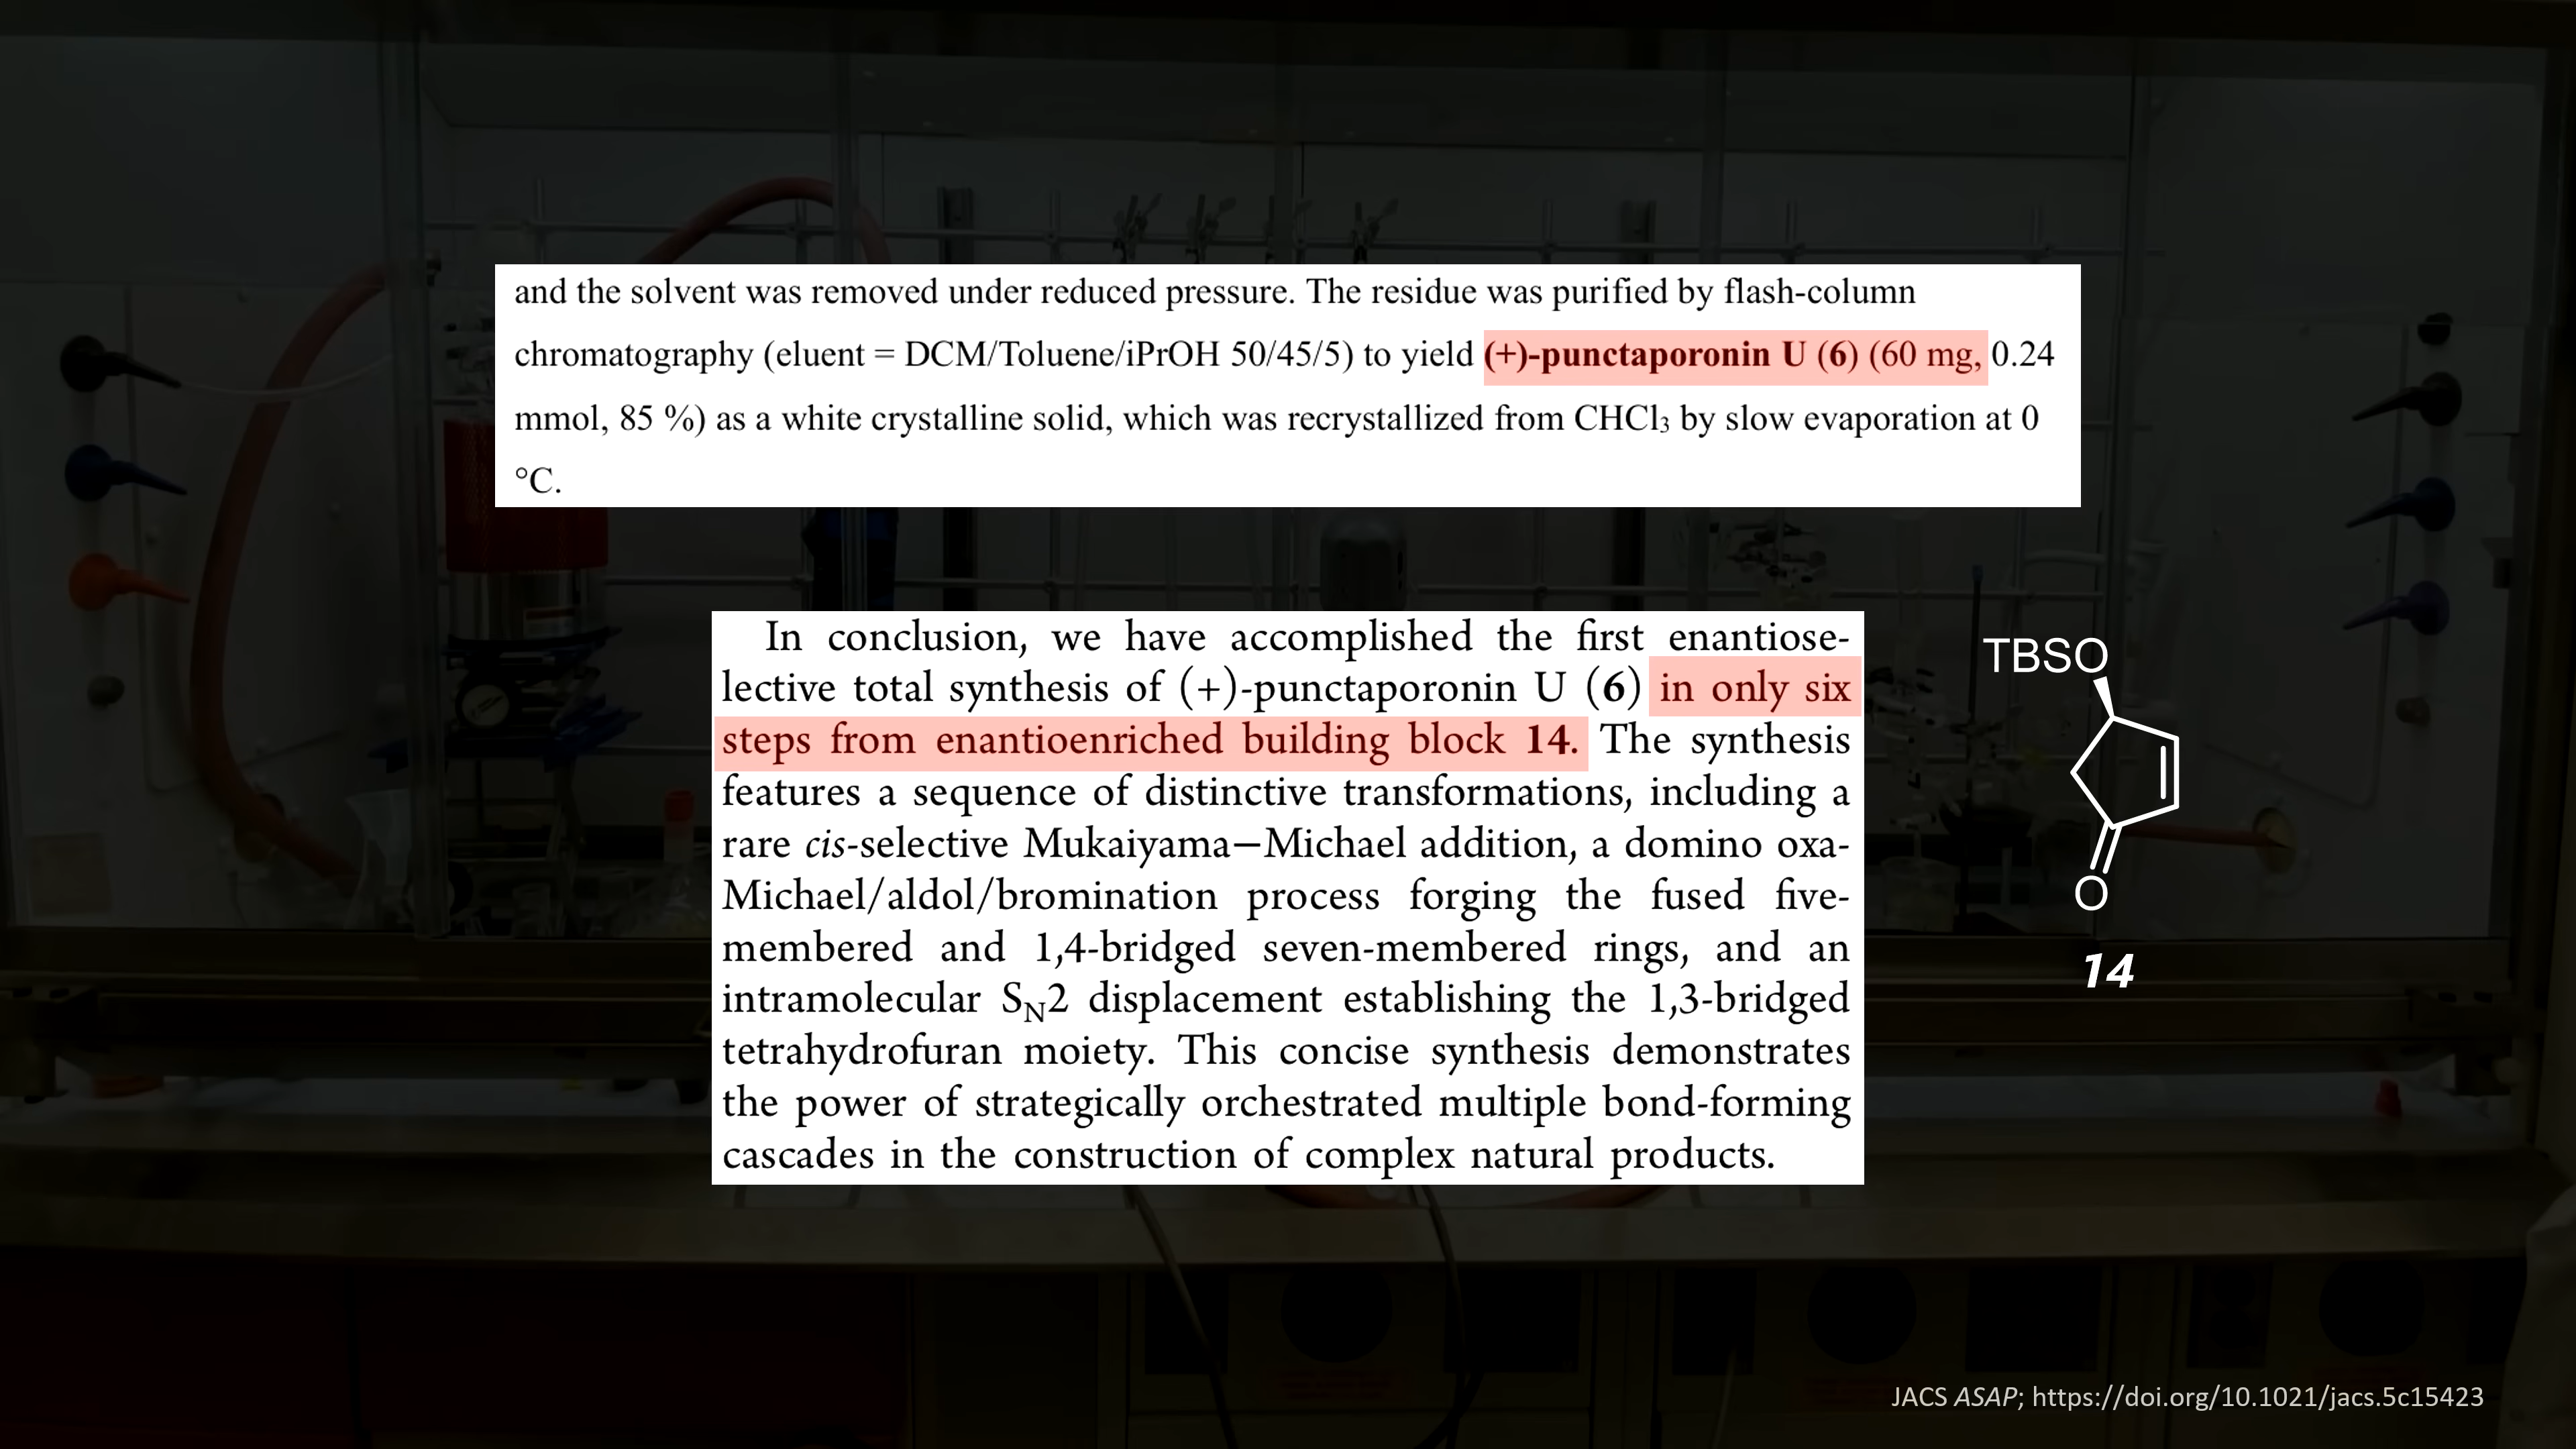 and the solvent was removed under reduced pressure. The residue was purified by flash-column
chromatography (eluent = DCM/Toluene/iPrOH 50/45/5) to yield (+)-punctaporonin U (6) (60 mg, 0.24
mmol, 85 %) as a white crystalline solid, which was recrystallized from CHCl₃ by slow evaporation at 0
°C.
In conclusion, we have accomplished the first enantiose-
lective total synthesis of (+)-punctaporonin U (6) in only six
steps from enantioenriched building block 14. The synthesis
features a sequence of distinctive transformations, including a
rare cis-selective Mukaiyama−Michael addition, a domino oxa-
Michael/aldol/bromination process forging the fused five-
membered and 1,4-bridged seven-membered rings, and an
intramolecular SN2 displacement establishing the 1,3-bridged
tetrahydrofuran moiety. This concise synthesis demonstrates
the power of strategically orchestrated multiple bond-forming
cascades in the construction of complex natural products.
TBSO
O
14
JACS ASAP; https://doi.org/10.1021/jacs.5c15423